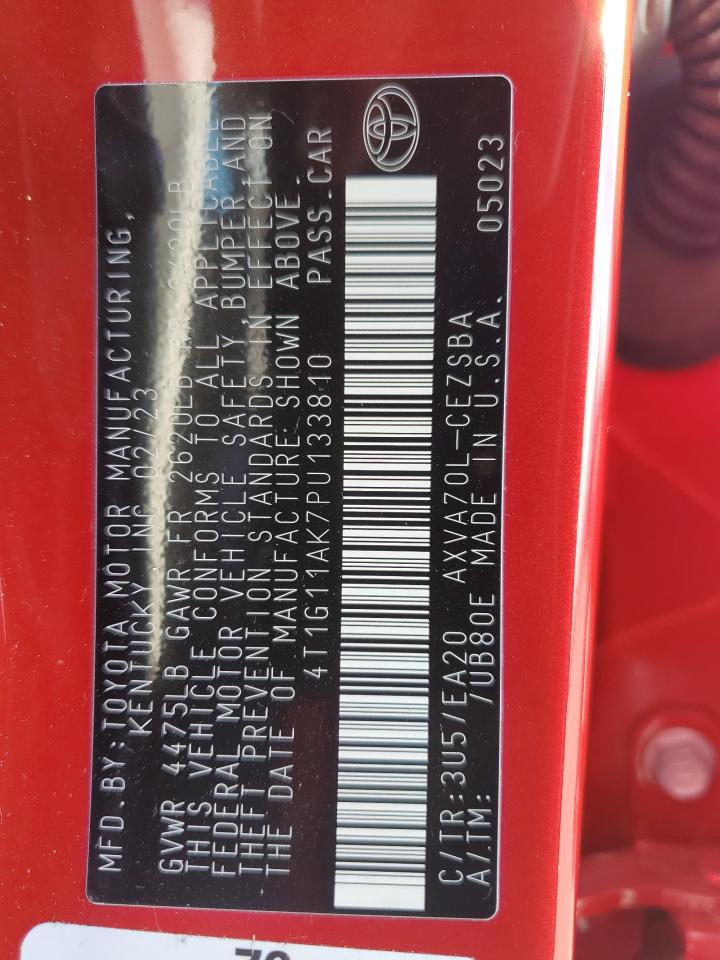 MFD.BY:TOYOTA MOTOR MANUFACTURING,
KENTUCKY, INC 02/23
GVWR 4475LB GAWR FR 2620LB RR 2430LB
THIS VEHICLE CONFORMS TO ALL APPLICABLE
FEDERAL MOTOR VEHICLE SAFETY, BUMPER, AND
THEFT PREVENTION STANDARDS IN EFFECT ON
THE DATE OF MANUFACTURE SHOWN ABOVE.
4T1G11AK7PU133810 PASS.CAR
C/TR:3U5/EA20 AXVA70L-CEZSBA
A/TM: 7UB80E MADE IN U.S.A. 05023